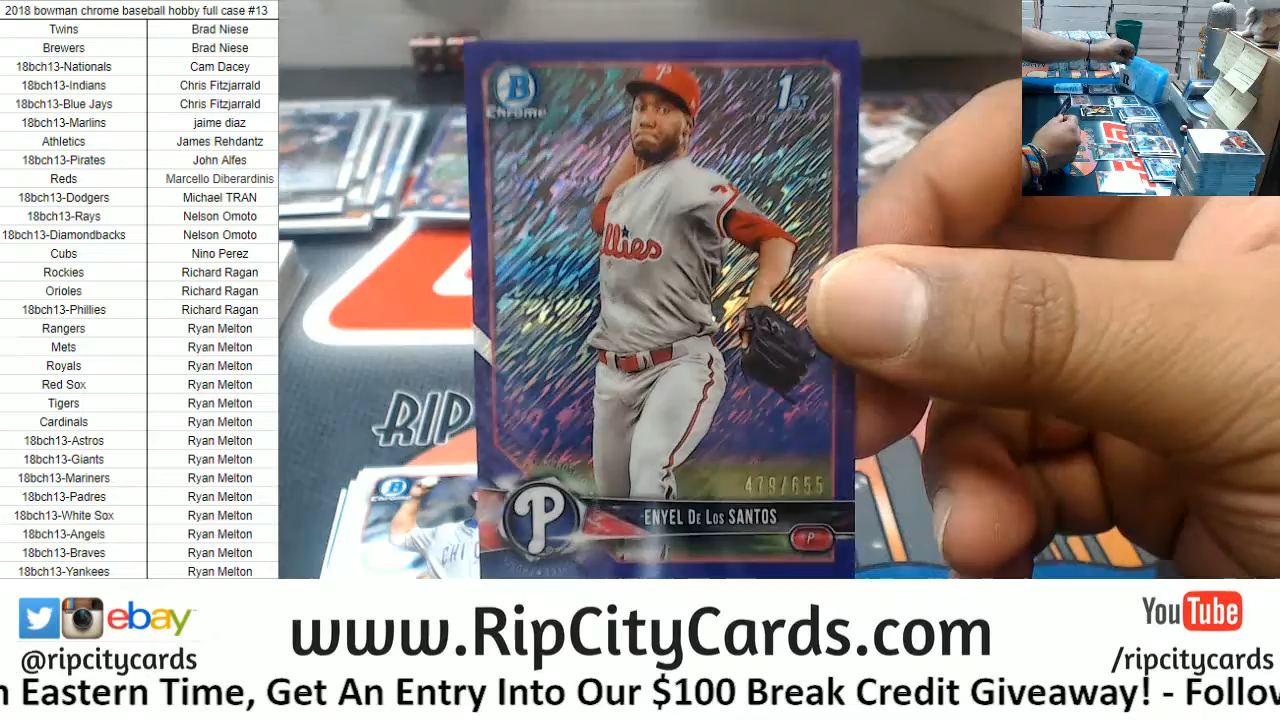 2018 bowman chrome baseball hobby full case #13
Twins Brad Niese
Brewers Brad Niese
18bch13-Nationals Cam Dacey
18bch13-Indians Chris Fitzjarrald
18bch13-Blue Jays Chris Fitzjarrald
18bch13-Marlins jaime diaz
Athletics James Rehdantz
18bch13-Pirates John Alfes
Reds Marcello Diberardinis
18bch13-Dodgers Michael TRAN
18bch13-Rays Nelson Omoto
18bch13-Diamondbacks Nelson Omoto
Cubs Nino Perez
Rockies Richard Ragan
Orioles Richard Ragan
18bch13-Phillies Richard Ragan
Rangers Ryan Melton
Mets Ryan Melton
Royals Ryan Melton
Red Sox Ryan Melton
Tigers Ryan Melton
Cardinals Ryan Melton
18bch13-Astros Ryan Melton
18bch13-Giants Ryan Melton
18bch13-Mariners Ryan Melton
18bch13-Padres Ryan Melton
18bch13-White Sox Ryan Melton
18bch13-Angels Ryan Melton
18bch13-Braves Ryan Melton
18bch13-Yankees Ryan Melton
B
Chrome
1ST
BOWMAN
P
llies
479/655
P
ENYEL DE LOS SANTOS
P
RIP
B
Chrome
CHI
ebay
@ripcitycards
www.RipCityCards.com
YouTube
/ripcitycards
n Eastern Time, Get An Entry Into Our $100 Break Credit Giveaway! - Follow